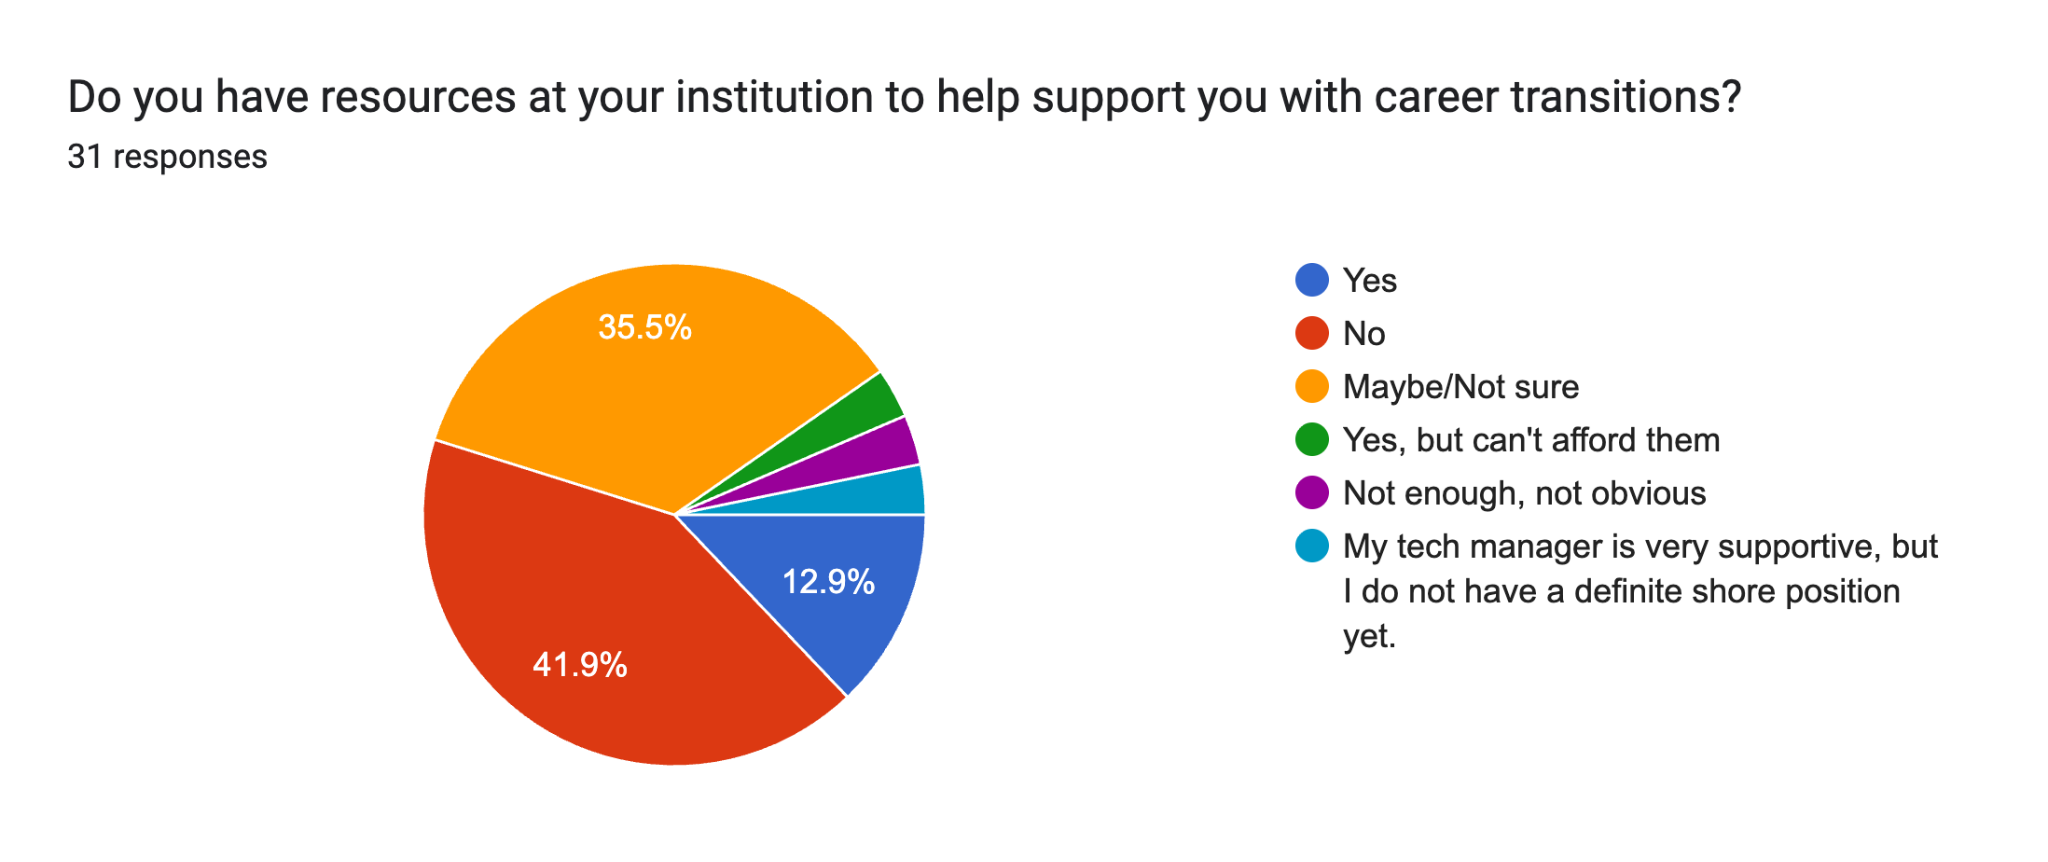 Do you have resources at your institution to help support you with career transitions?
31 responses
35.5%
12.9%
41.9%
Yes
No
Maybe/Not sure
Yes, but can't afford them
Not enough, not obvious
My tech manager is very supportive, but
I do not have a definite shore position
yet.